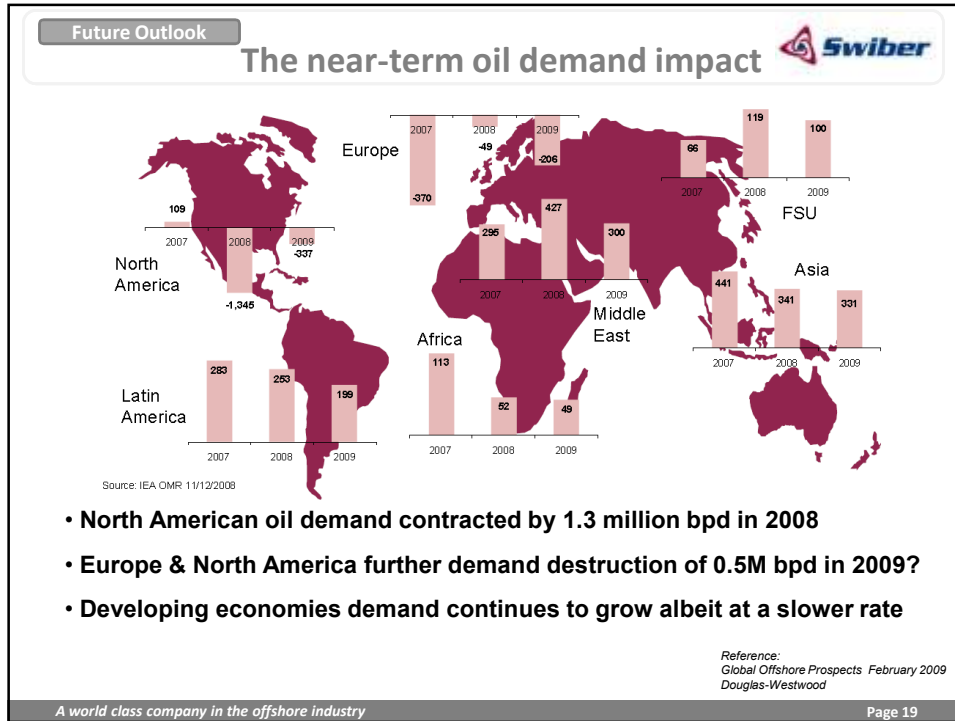 Future Outlook
The near-term oil demand impact
Swiber
Europe
2007
2008
2009
-370
-49
-206
66
119
100
2007
2008
2009
FSU
109
2007
2008
2009
-1,345
-337
North
America
295
427
300
2007
2008
2009
Middle
East
Asia
441
341
331
2007
2008
2009
Africa
113
52
49
2007
2008
2009
Latin
America
283
253
199
2007
2008
2009
Source: IEA OMR 11/12/2008
• North American oil demand contracted by 1.3 million bpd in 2008
• Europe & North America further demand destruction of 0.5M bpd in 2009?
• Developing economies demand continues to grow albeit at a slower rate
Reference:
Global Offshore Prospects February 2009
Douglas-Westwood
A world class company in the offshore industry
Page 19